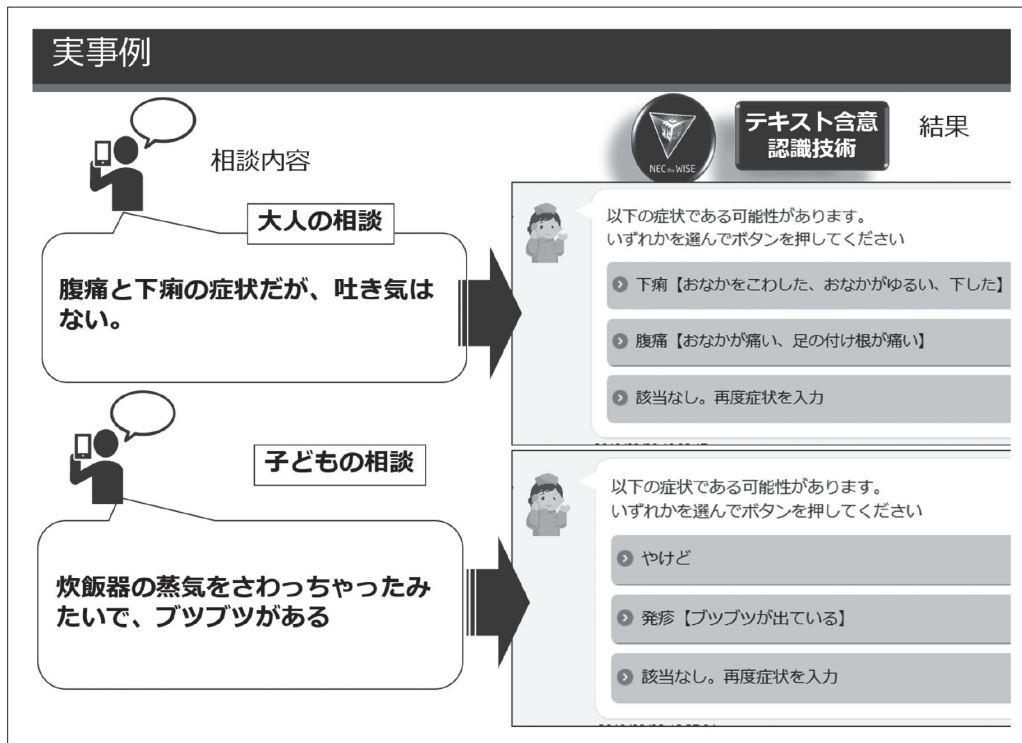 実事例
相談内容
NEC the WISE
テキスト含意
認識技術
結果
大人の相談
腹痛と下痢の症状だが、吐き気は
ない。
以下の症状である可能性があります。
いずれかを選んでボタンを押してください
下痢【おなかをこわした、おなかがゆるい、下した】
腹痛【おなかが痛い、足の付け根が痛い】
該当なし。再度症状を入力
子どもの相談
炊飯器の蒸気をさわっちゃったみ
たいで、ブツブツがある
以下の症状である可能性があります。
いずれかを選んでボタンを押してください
やけど
発疹【ブツブツが出ている】
該当なし。再度症状を入力